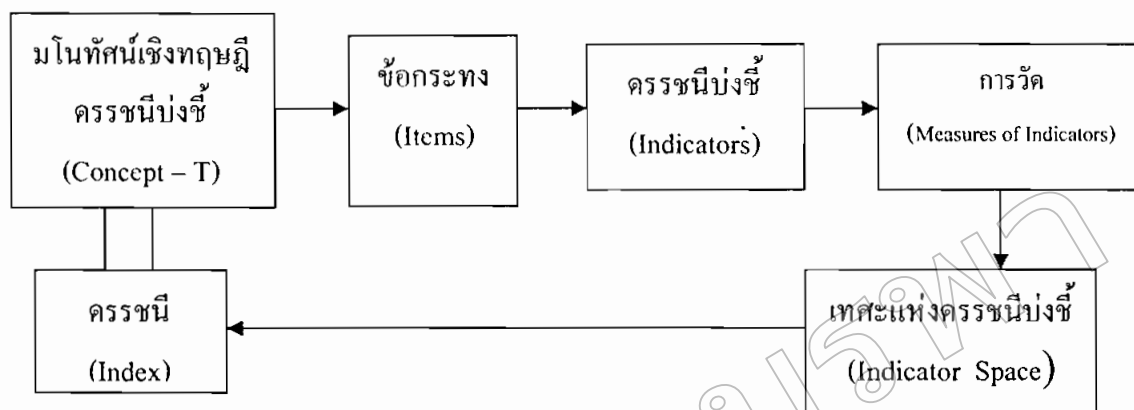 มโนทัศน์เชิงทฤษฎี
ดรรชนีบ่งชี้
(Concept – T)
ข้อกระทง
(Items)
ดรรชนีบ่งชี้
(Indicators)
การวัด
(Measures of Indicators)
ดรรชนี
(Index)
เทศะแห่งดรรชนีบ่งชี้
(Indicator Space)